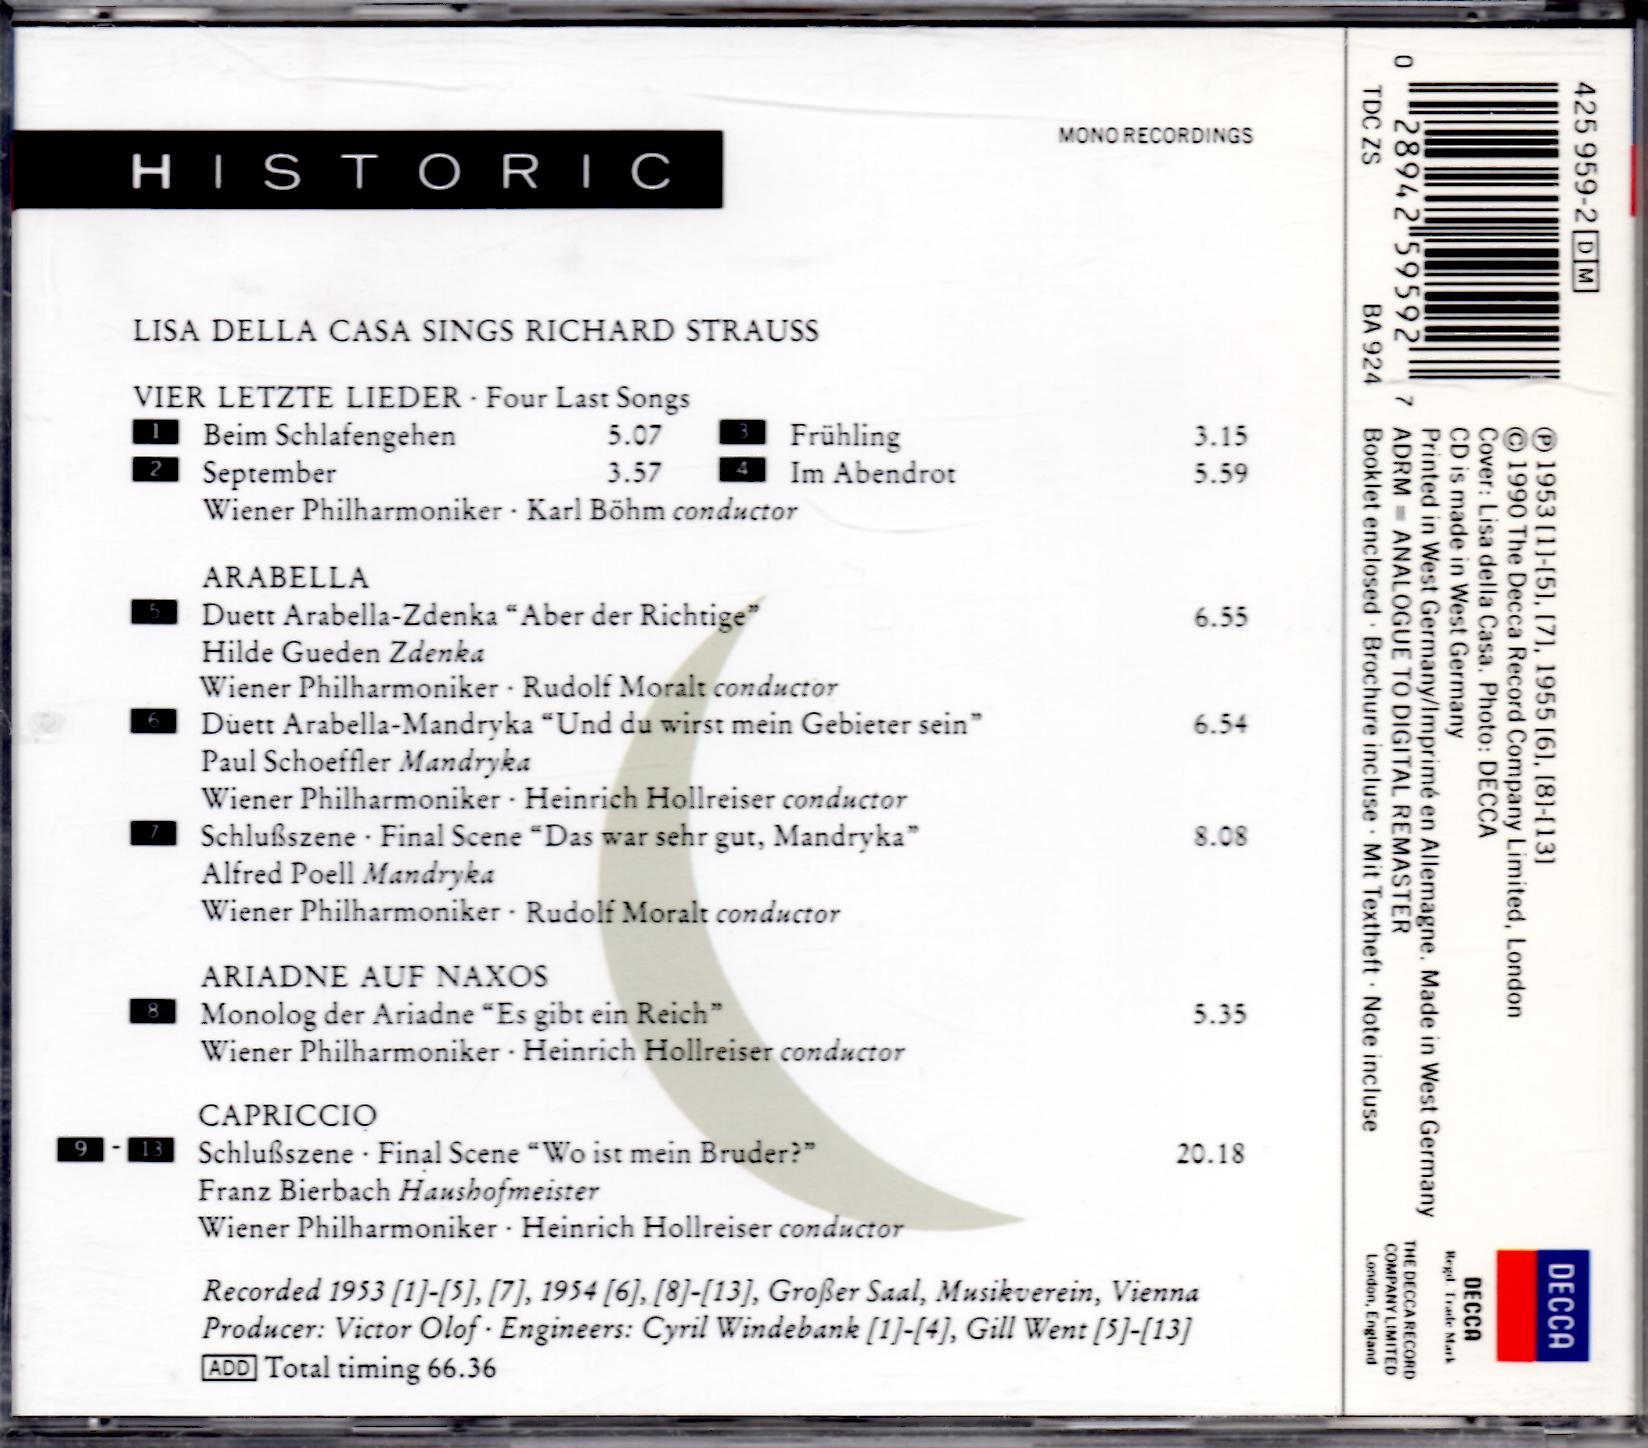 HISTORIC
MONO RECORDINGS
LISA DELLA CASA SINGS RICHARD STRAUSS
VIER LETZTE LIEDER · Four Last Songs
1 Beim Schlafengehen 5.07 3 Frühling 3.15
2 September 3.57 4 Im Abendrot 5.59
Wiener Philharmoniker · Karl Böhm conductor
ARABELLA
5 Duett Arabella-Zdenka “Aber der Richtige” 6.55
Hilde Gueden Zdenka
Wiener Philharmoniker · Rudolf Moralt conductor
6 Duett Arabella-Mandryka “Und du wirst mein Gebieter sein” 6.54
Paul Schoeffler Mandryka
Wiener Philharmoniker · Heinrich Hollreiser conductor
7 Schlußszene · Final Scene “Das war sehr gut, Mandryka” 8.08
Alfred Poell Mandryka
Wiener Philharmoniker · Rudolf Moralt conductor
ARIADNE AUF NAXOS
8 Monolog der Ariadne “Es gibt ein Reich” 5.35
Wiener Philharmoniker · Heinrich Hollreiser conductor
CAPRICCIO
9 - 13 Schlußszene · Final Scene “Wo ist mein Bruder?” 20.18
Franz Bierbach Haushofmeister
Wiener Philharmoniker · Heinrich Hollreiser conductor
Recorded 1953 [1]-[5], [7], 1954 [6], [8]-[13], Großer Saal, Musikverein, Vienna
Producer: Victor Olof · Engineers: Cyril Windebank [1]-[4], Gill Went [5]-[13]
ADD Total timing 66.36
425 959-2 DM
0 28942 59592 7
TDC ZS BA 924
Ⓟ 1953 [1]-[5], [7], 1955 [6], [8]-[13]
© 1990 The Decca Record Company Limited, London
Cover: Lisa della Casa. Photo: DECCA
CD is made in West Germany
Printed in West Germany/Imprimé en Allemagne. Made in West Germany
ADRM = ANALOGUE TO DIGITAL REMASTER
Booklet enclosed · Brochure incluse · Mit Textheft · Note incluse
DECCA
DECCA
Regd. Trade Mark
THE DECCA RECORD
COMPANY LIMITED
London, England